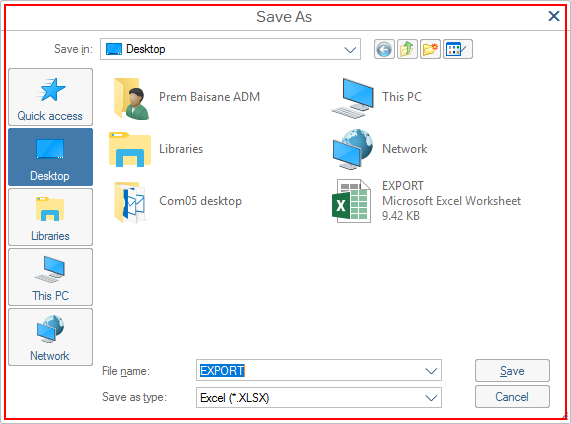 Save As
Save in: Desktop
Quick access
Desktop
Libraries
This PC
Network
Prem Baisane ADM
This PC
Libraries
Network
Com05 desktop
EXPORT
Microsoft Excel Worksheet
9.42 KB
File name: EXPORT
Save
Save as type: Excel (*.XLSX)
Cancel